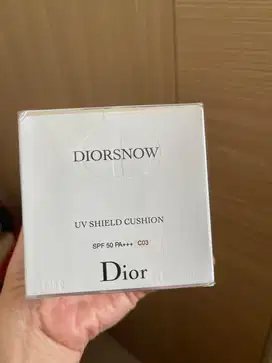 DIORSNOW
UV SHIELD CUSHION
SPF 50 PA+++ C03
Dior